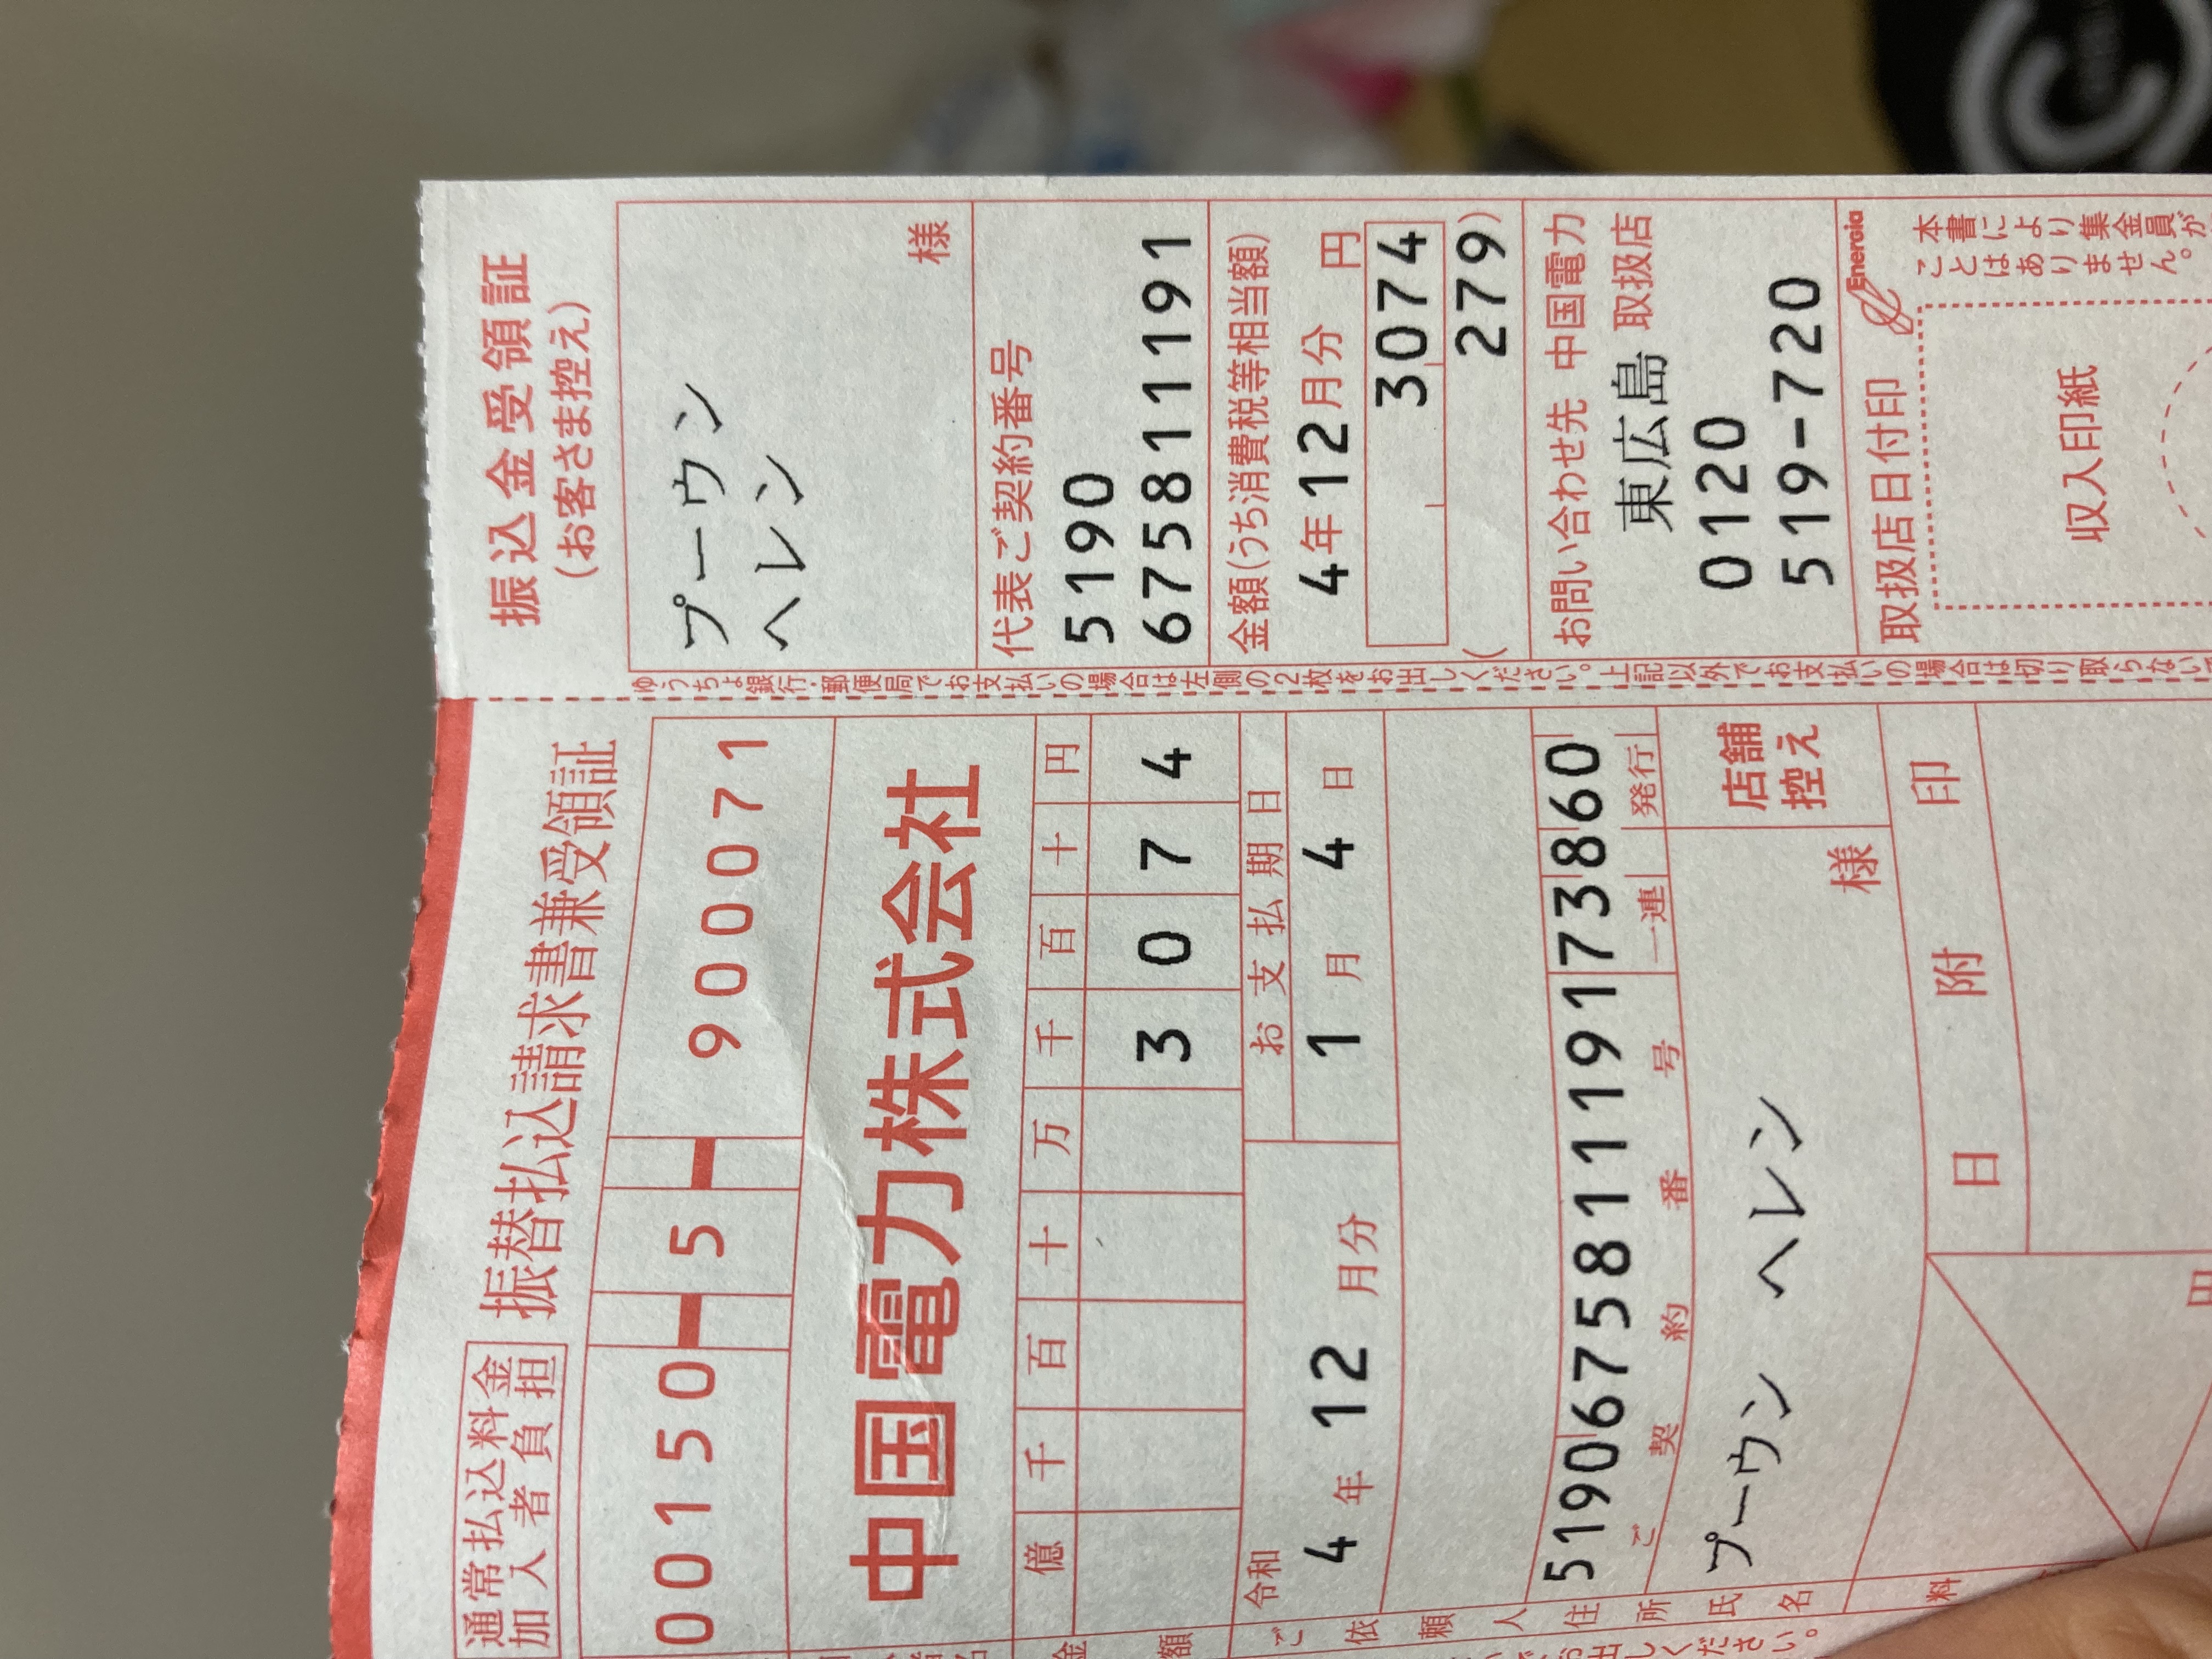 通常払込料金
加入者負担
振替払込請求書兼受領証
00150-5-900071
中国電力株式会社
金額
億 千 百 十 万 千 百 十 円
3 0 7 4
令和
4年12月分
お支払期日
1月4日
ご依頼人住所氏名
5190675811191 73 8 60
ご契約番号 一連 発行
プーウン ヘレン
様
店舗
控え
料
日附印
円
ゆうちょ銀行・郵便局でお支払いの場合は左側の2枚をお出しください。上記以外でお支払いの場合は切り取らないで
振込金受領証
(お客さま控え)
プーウン
ヘレン
様
代表ご契約番号
5190
675811191
金額(うち消費税等相当額)
4年12月分 円
3074
(279)
お問い合わせ先 中国電力
東広島 取扱店
0120
519-720
Energia
取扱店日付印
収入印紙
本書により集金員が
ことはありません。